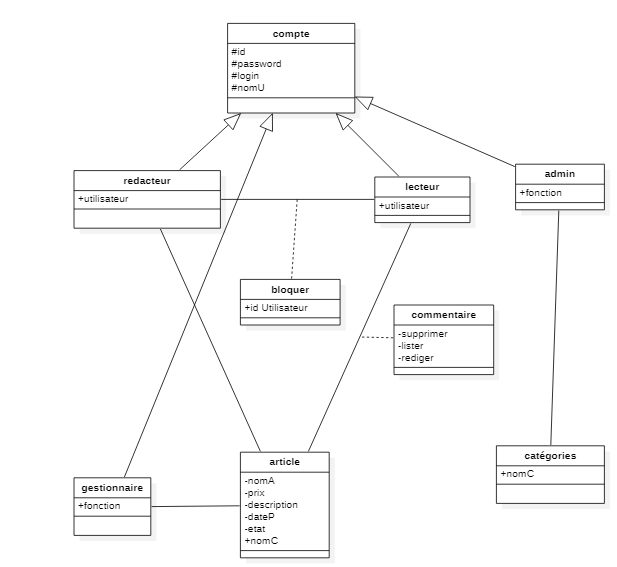 compte
#id
#password
#login
#nomU
redacteur
+utilisateur
lecteur
+utilisateur
admin
+fonction
bloquer
+id Utilisateur
commentaire
-supprimer
-lister
-rediger
gestionnaire
+fonction
article
-nomA
-prix
-description
-dateP
-etat
+nomC
catégories
+nomC